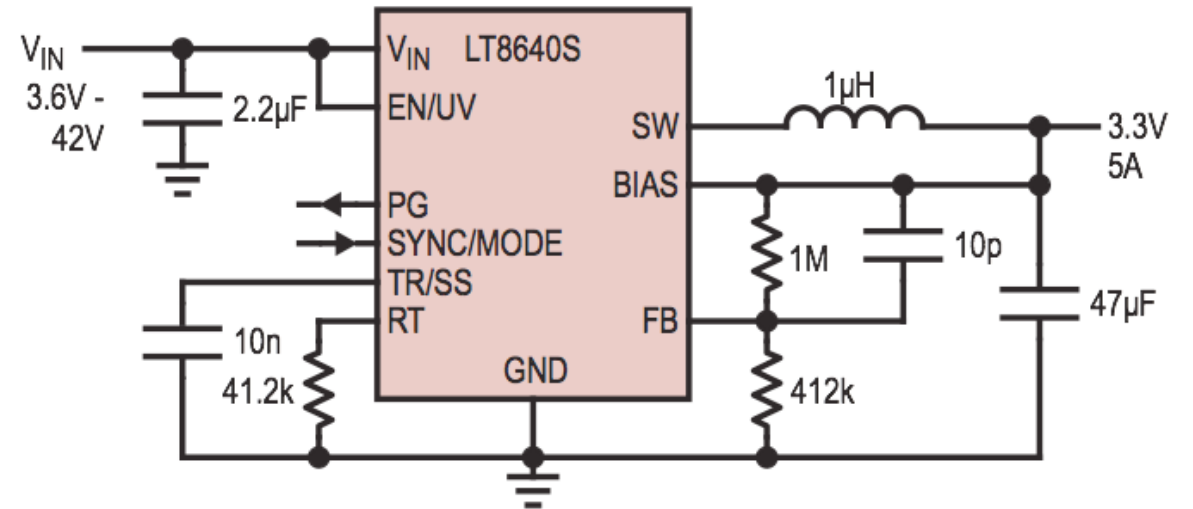 VIN
3.6V -
42V
2.2µF
VIN
LT8640S
EN/UV
PG
SYNC/MODE
TR/SS
RT
10n
41.2k
GND
SW
BIAS
FB
1µH
3.3V
5A
1M
10p
47µF
412k